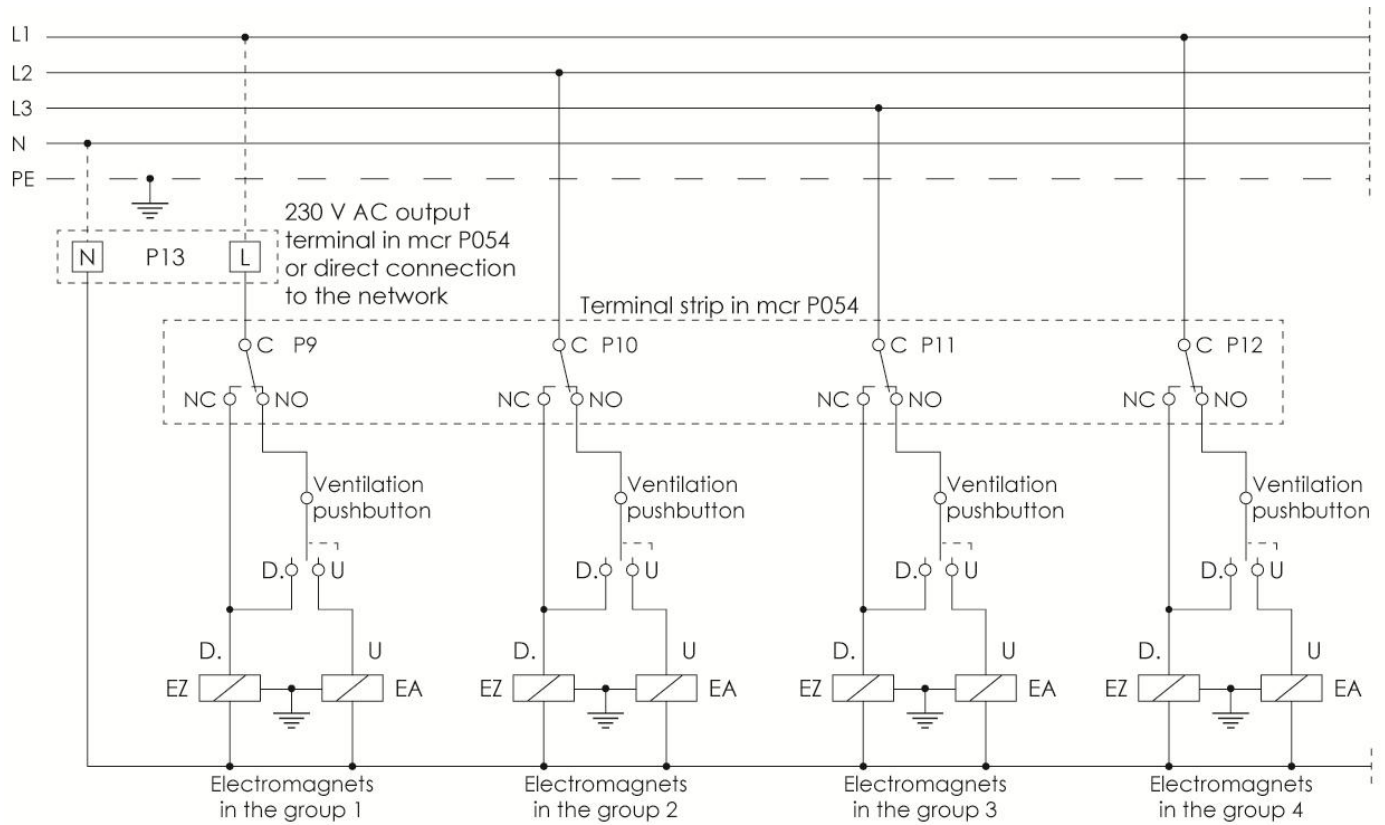 L1
L2
L3
N
PE
230 V AC output
terminal in mcr P054
or direct connection
to the network
N P13 L
Terminal strip in mcr P054
C P9
C P10
C P11
C P12
NC NO
NC NO
NC NO
NC NO
Ventilation
pushbutton
Ventilation
pushbutton
Ventilation
pushbutton
Ventilation
pushbutton
D. U
D. U
D. U
D. U
D. U
D. U
D. U
D. U
EZ EA
EZ EA
EZ EA
EZ EA
Electromagnets
in the group 1
Electromagnets
in the group 2
Electromagnets
in the group 3
Electromagnets
in the group 4